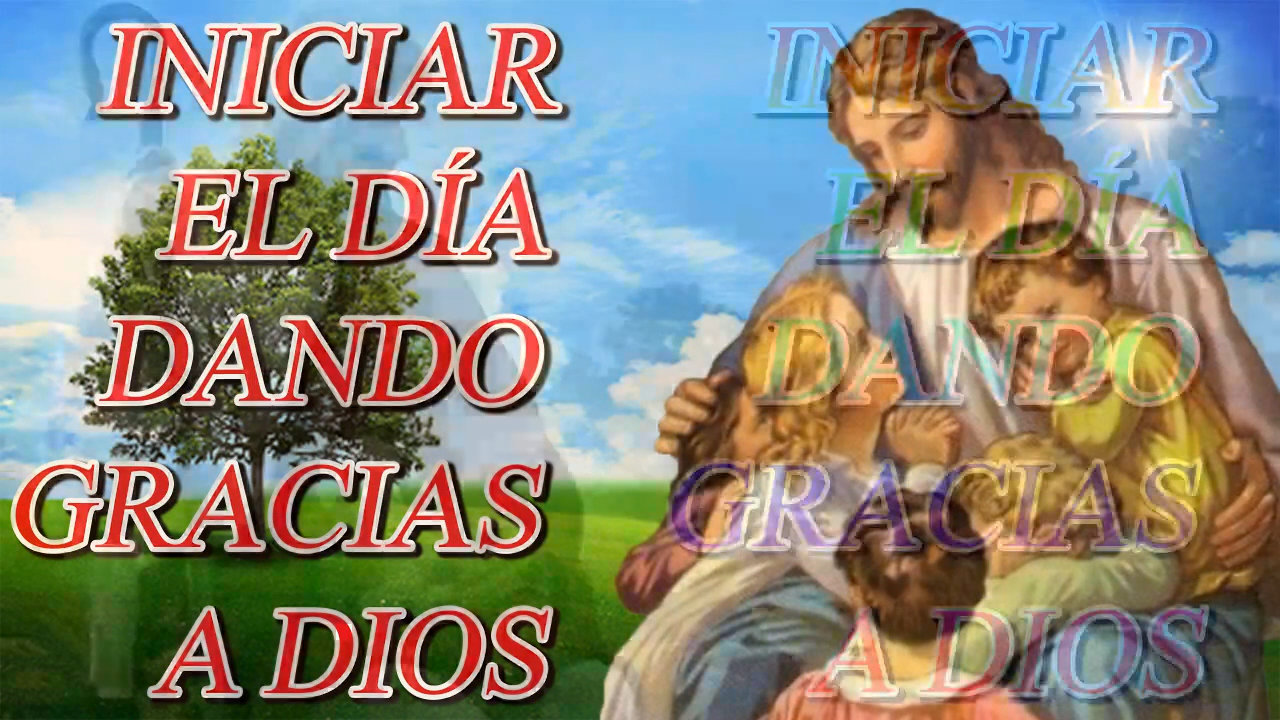 INICIAR
EL DÍA
DANDO
GRACIAS
A DIOS
INICIAR
EL DÍA
DANDO
GRACIAS
A DIOS